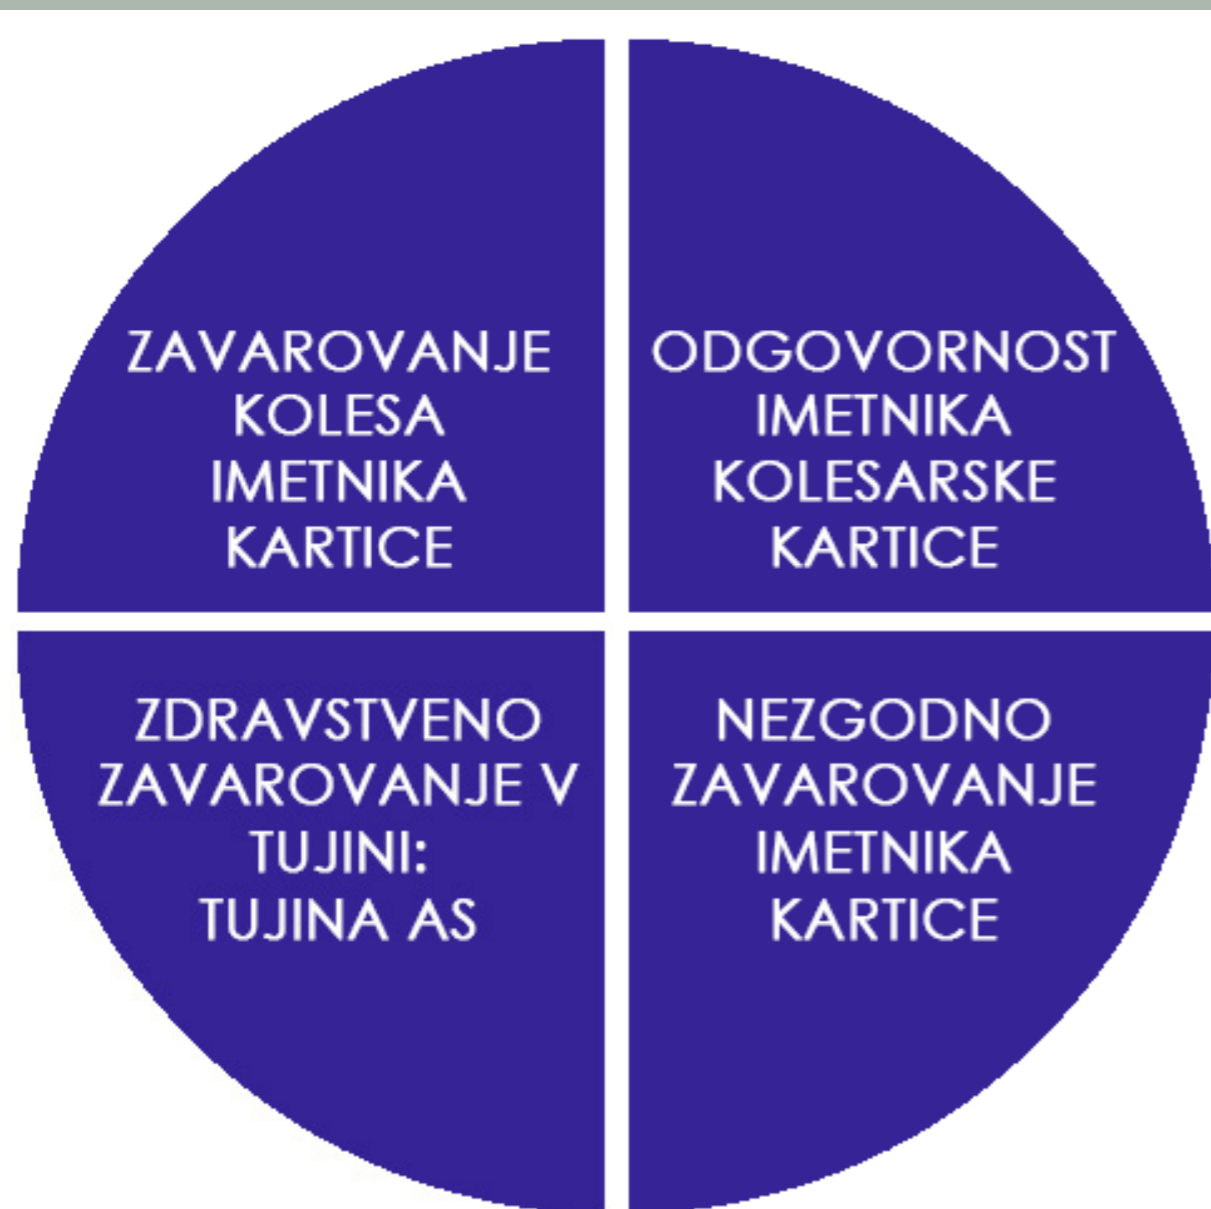 ZAVAROVANJE
KOLESA
IMETNIKA
KARTICE
ODGOVORNOST
IMETNIKA
KOLESARSKE
KARTICE
ZDRAVSTVENO
ZAVAROVANJE V
TUJINI:
TUJINA AS
NEZGODNO
ZAVAROVANJE
IMETNIKA
KARTICE